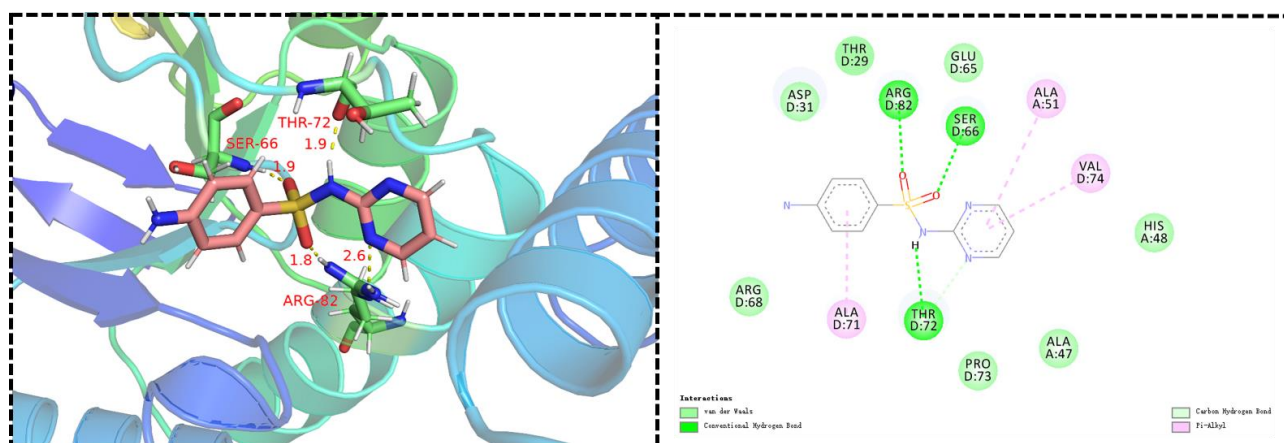 THR-72
SER-66
1.9
1.9
1.8
2.6
ARG-82
THR
D:29
GLU
D:65
ASP
D:31
ARG
D:82
SER
D:66
ALA
A:51
VAL
D:74
HIS
A:48
ARG
D:68
ALA
D:71
THR
D:72
PRO
D:73
ALA
A:47
O
O
S
N
N
H
N
N
Interactions
van der Waals
Conventional Hydrogen Bond
Carbon Hydrogen Bond
Pi-Alkyl